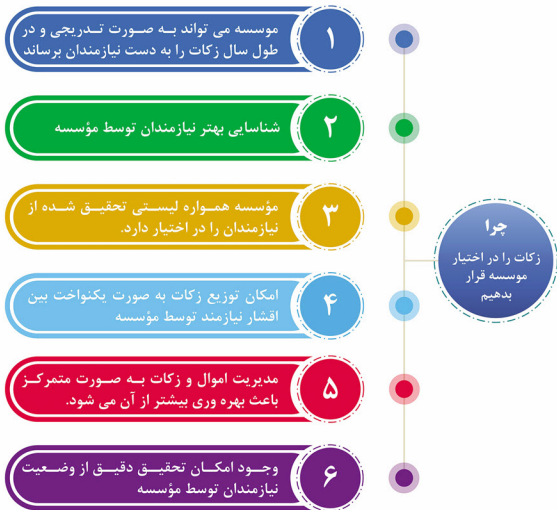 چرا
زکات را در اختیار
موسسه قرار
بدهیم
۱
موسسه می تواند به صورت تدریجی و در
طول سال زکات را به دست نیازمندان برساند
۲
شناسایی بهتر نیازمندان توسط مؤسسه
۳
مؤسسه همواره لیستی تحقیق شده از
نیازمندان را در اختیار دارد.
۴
امکان توزیع زکات به صورت یکنواخت بین
اقشار نیازمند توسط مؤسسه
۵
مدیریت اموال و زکات به صورت متمرکز
باعث بهره وری بیشتر از آن می شود.
۶
وجود امکان تحقیق دقیق از وضعیت
نیازمندان توسط مؤسسه